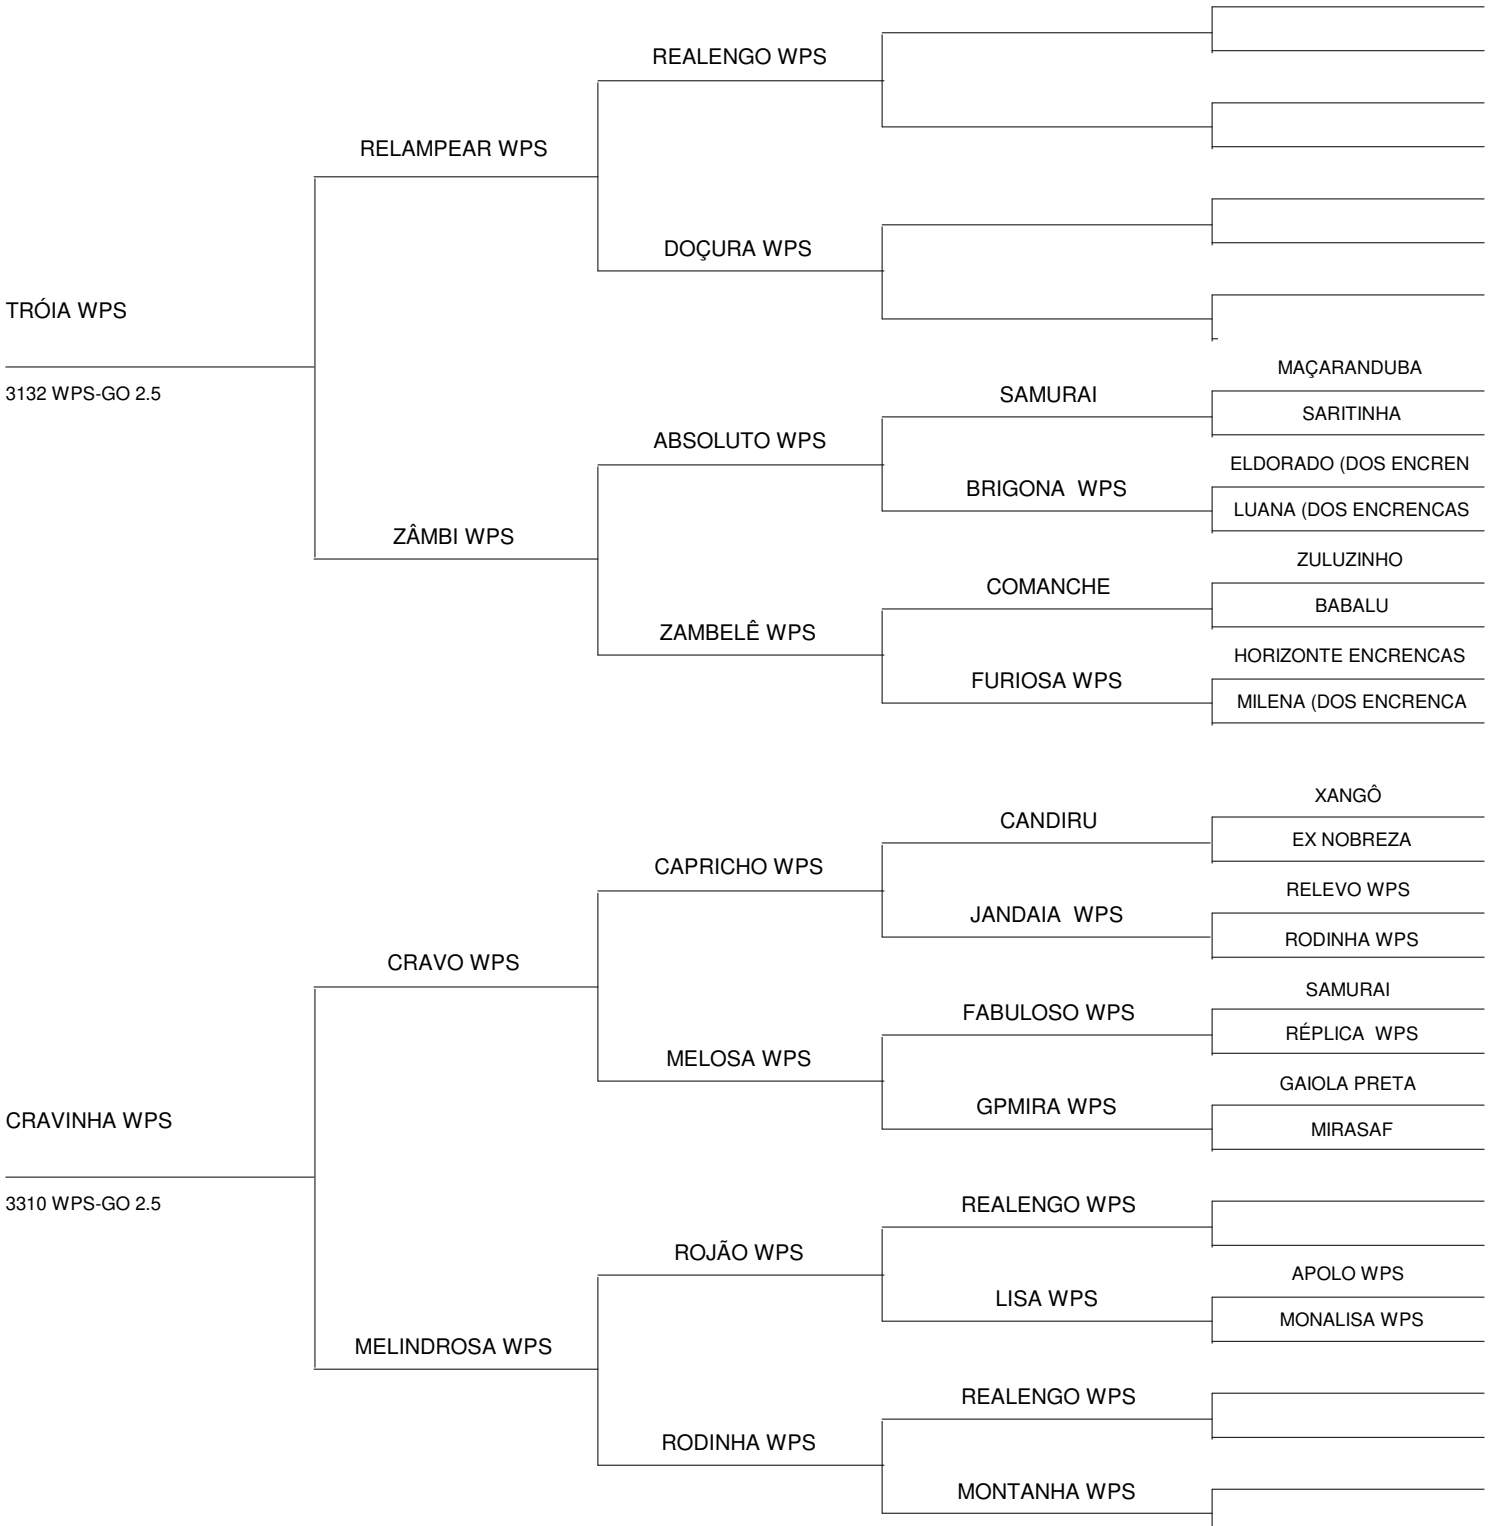 REALENGO WPS
RELAMPEAR WPS
DOÇURA WPS
TRÓIA WPS
MAÇARANDUBA
3132 WPS-GO 2.5
SAMURAI
SARITINHA
ABSOLUTO WPS
ELDORADO (DOS ENCREN
BRIGONA  WPS
LUANA (DOS ENCRENCAS
ZÂMBI WPS
ZULUZINHO
COMANCHE
BABALU
ZAMBELÊ WPS
HORIZONTE ENCRENCAS
FURIOSA WPS
MILENA (DOS ENCRENCA
XANGÔ
CANDIRU
EX NOBREZA
CAPRICHO WPS
RELEVO WPS
JANDAIA  WPS
RODINHA WPS
CRAVO WPS
SAMURAI
FABULOSO WPS
RÉPLICA  WPS
MELOSA WPS
GAIOLA PRETA
GPMIRA WPS
CRAVINHA WPS
MIRASAF
3310 WPS-GO 2.5
REALENGO WPS
ROJÃO WPS
APOLO WPS
LISA WPS
MONALISA WPS
MELINDROSA WPS
REALENGO WPS
RODINHA WPS
MONTANHA WPS